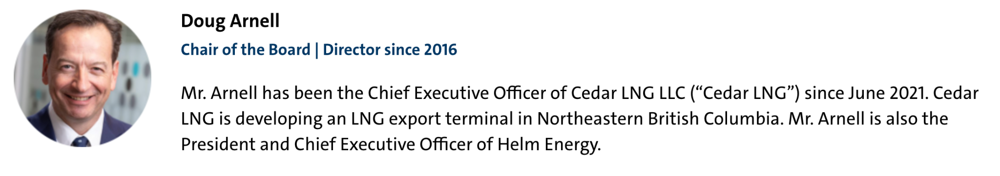 Doug Arnell
Chair of the Board | Director since 2016
Mr. Arnell has been the Chief Executive Officer of Cedar LNG LLC (“Cedar LNG”) since June 2021. Cedar
LNG is developing an LNG export terminal in Northeastern British Columbia. Mr. Arnell is also the
President and Chief Executive Officer of Helm Energy.